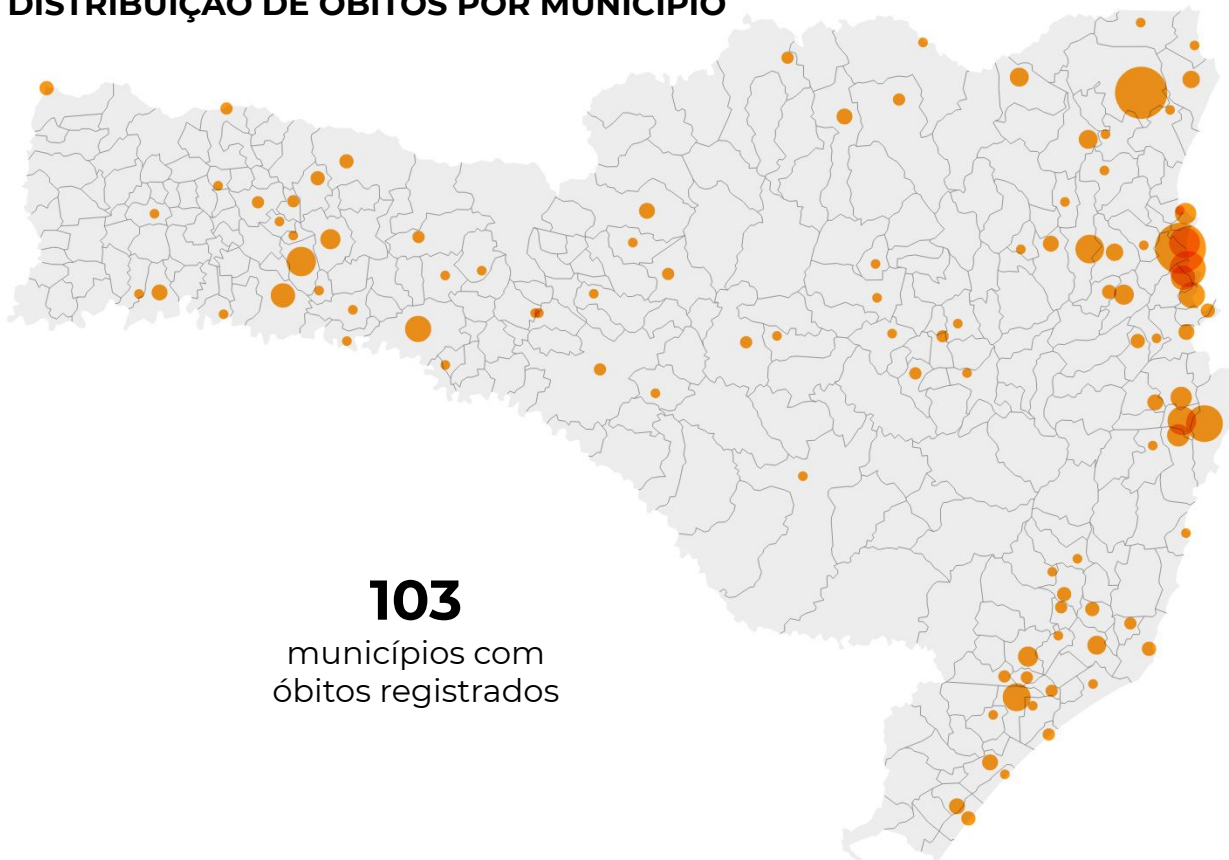 DISTRIBUIÇÃO DE ÓBITOS POR MUNICÍPIO
103
municípios com
óbitos registrados